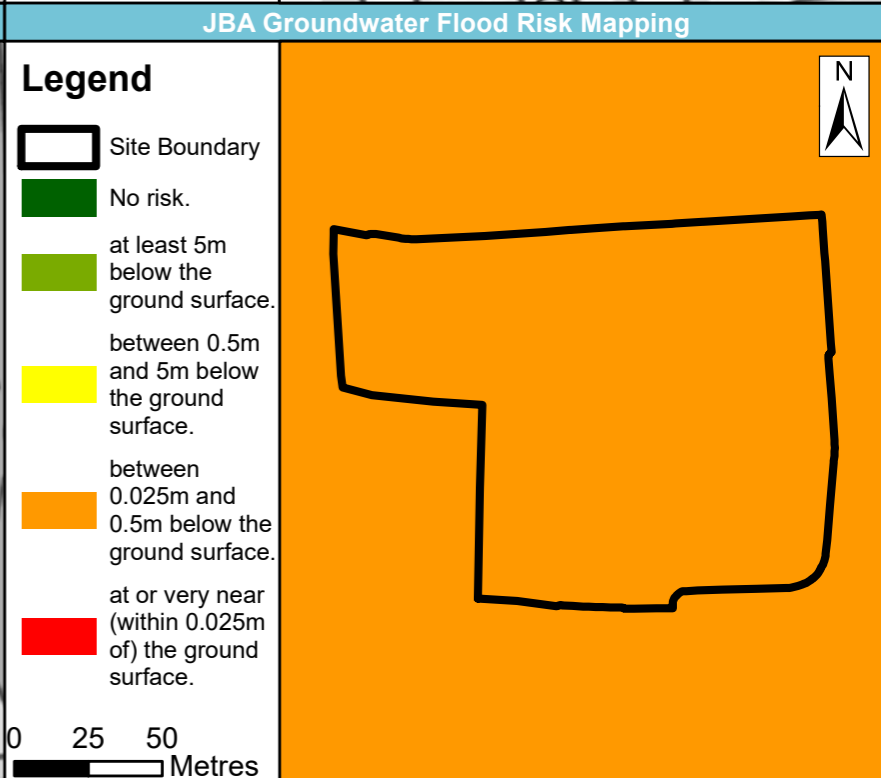 JBA Groundwater Flood Risk Mapping
Legend
Site Boundary
No risk.
at least 5m
below the
ground surface.
between 0.5m
and 5m below
the ground
surface.
between
0.025m and
0.5m below the
ground surface.
at or very near
(within 0.025m
of) the ground
surface.
0 25 50
Metres
N